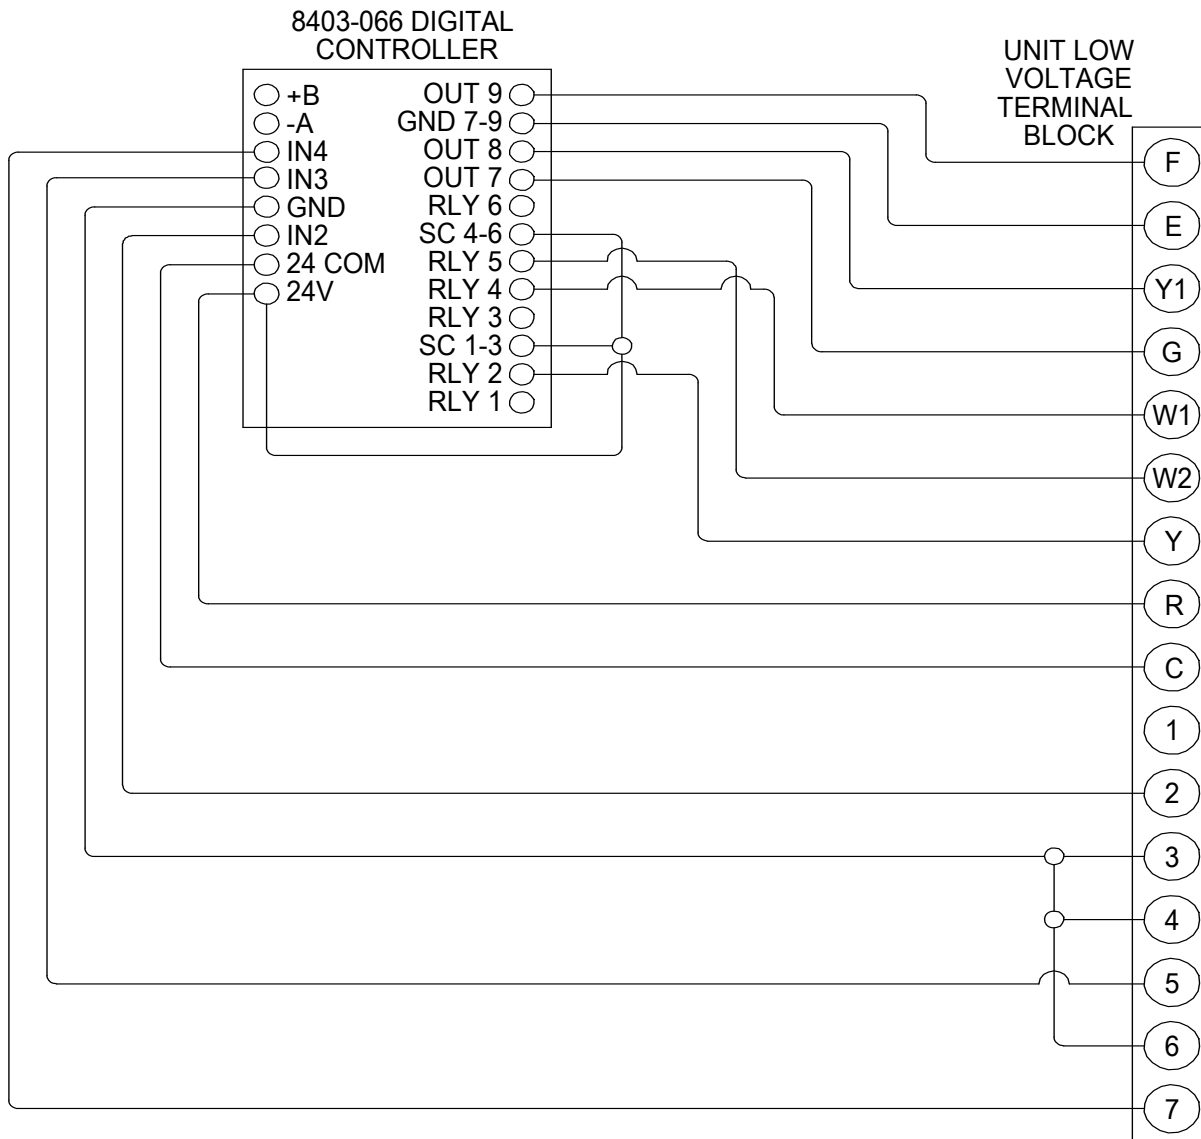 8403-066 DIGITAL
CONTROLLER
+B
-A
IN4
IN3
GND
IN2
24 COM
24V
OUT 9
GND 7-9
OUT 8
OUT 7
RLY 6
SC 4-6
RLY 5
RLY 4
RLY 3
SC 1-3
RLY 2
RLY 1
UNIT LOW
VOLTAGE
TERMINAL
BLOCK
F
E
Y1
G
W1
W2
Y
R
C
1
2
3
4
5
6
7